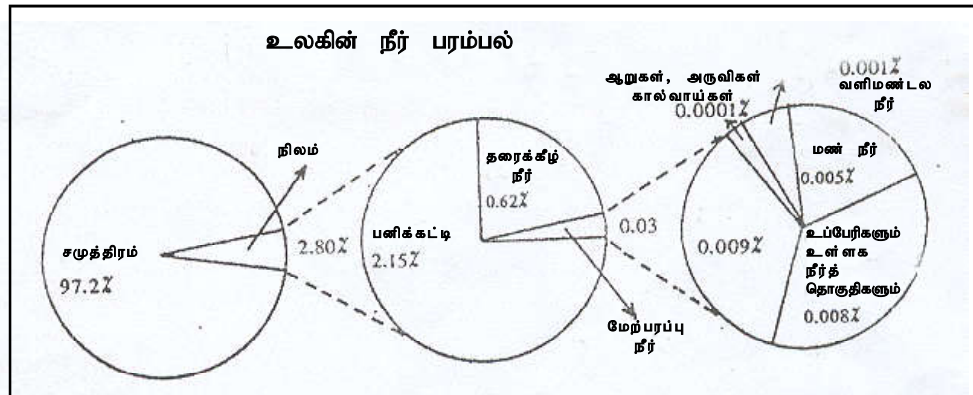 உலகின் நீர் பரம்பல்
நிலம்
சமுத்திரம்
97.2%
2.80%
தரைக்கீழ்
நீர்
0.62%
பனிக்கட்டி
2.15%
0.03
மேற்பரப்பு
நீர்
ஆறுகள், அருவிகள்
கால்வாய்கள்
0.0001%
0.001%
வளிமண்டல
நீர்
மண் நீர்
0.005%
0.009%
உப்பேரிகளும்
உள்ளக
நீர்த்
தொகுதிகளும்
0.008%